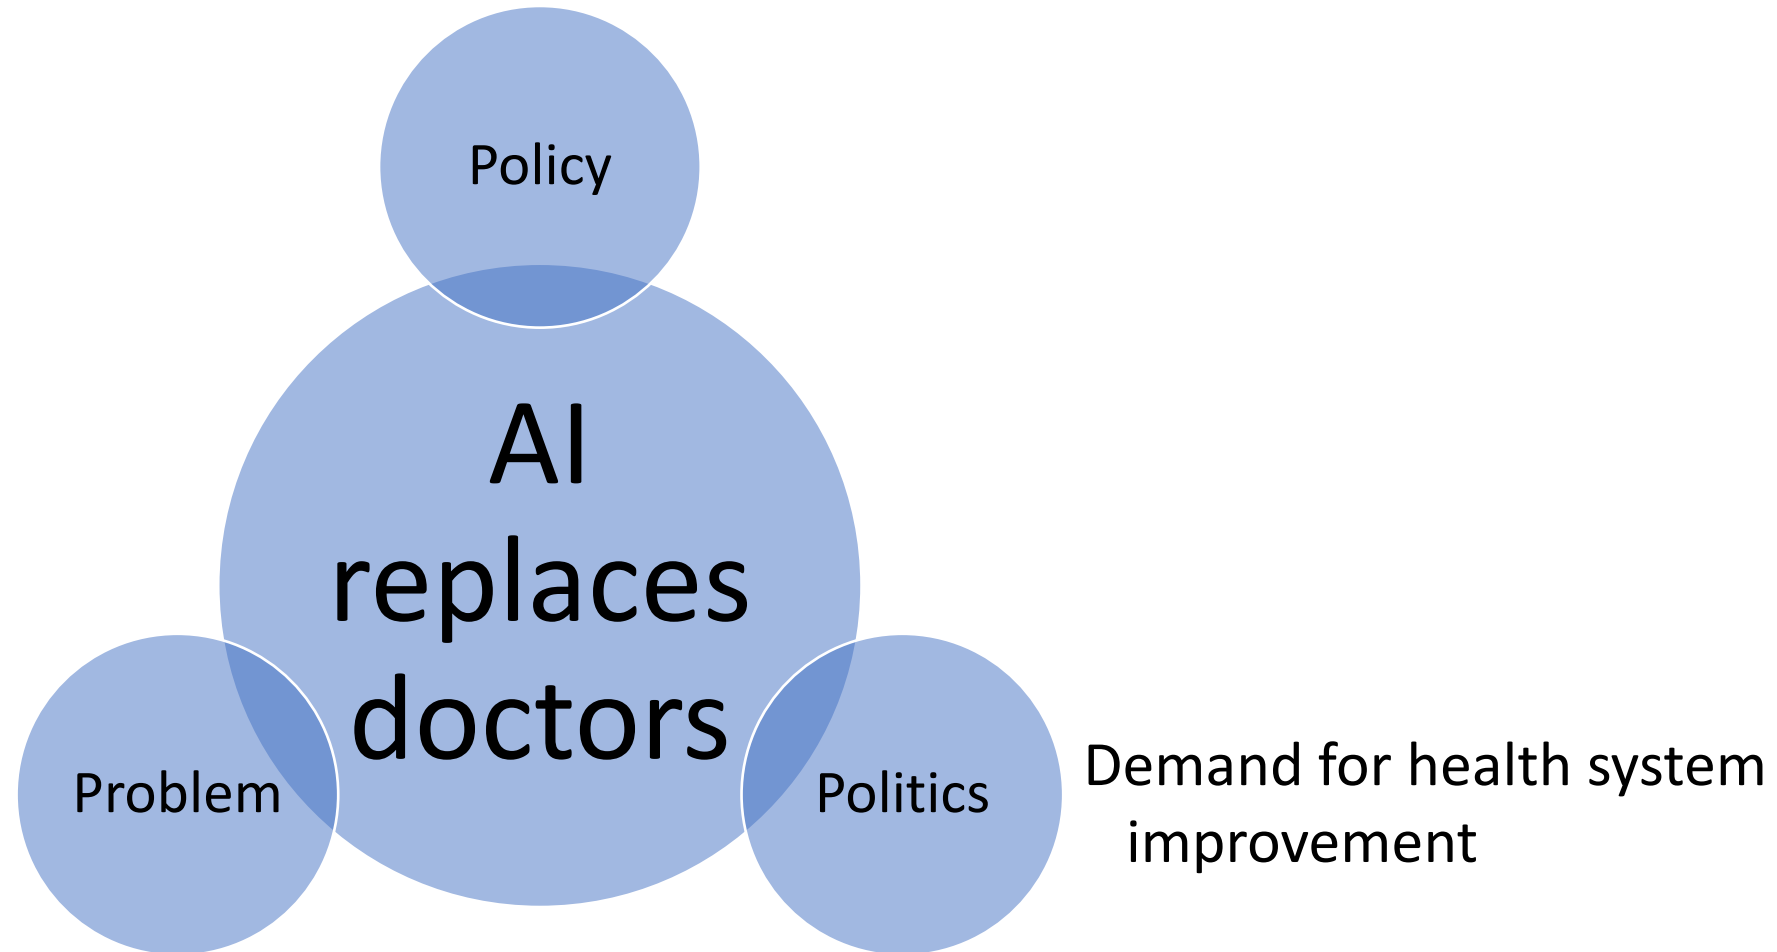 Policy
AI
replaces
doctors
Problem
Politics
Demand for health system
improvement